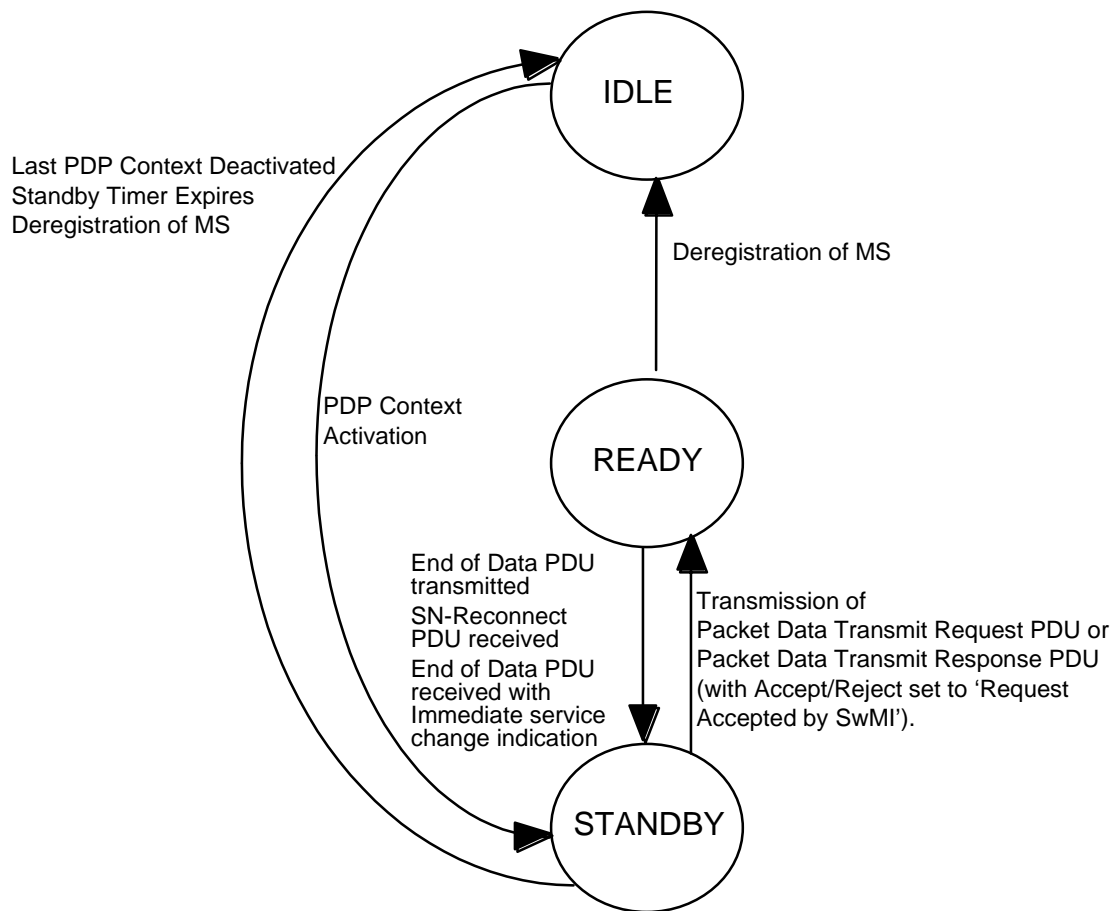 IDLE
Last PDP Context Deactivated
Standby Timer Expires
Deregistration of MS
Deregistration of MS
PDP Context
Activation
READY
End of Data PDU
transmitted
SN-Reconnect
PDU received
End of Data PDU
received with
Immediate service
change indication
Transmission of
Packet Data Transmit Request PDU or
Packet Data Transmit Response PDU
(with Accept/Reject set to ‘Request
Accepted by SwMI’).
STANDBY